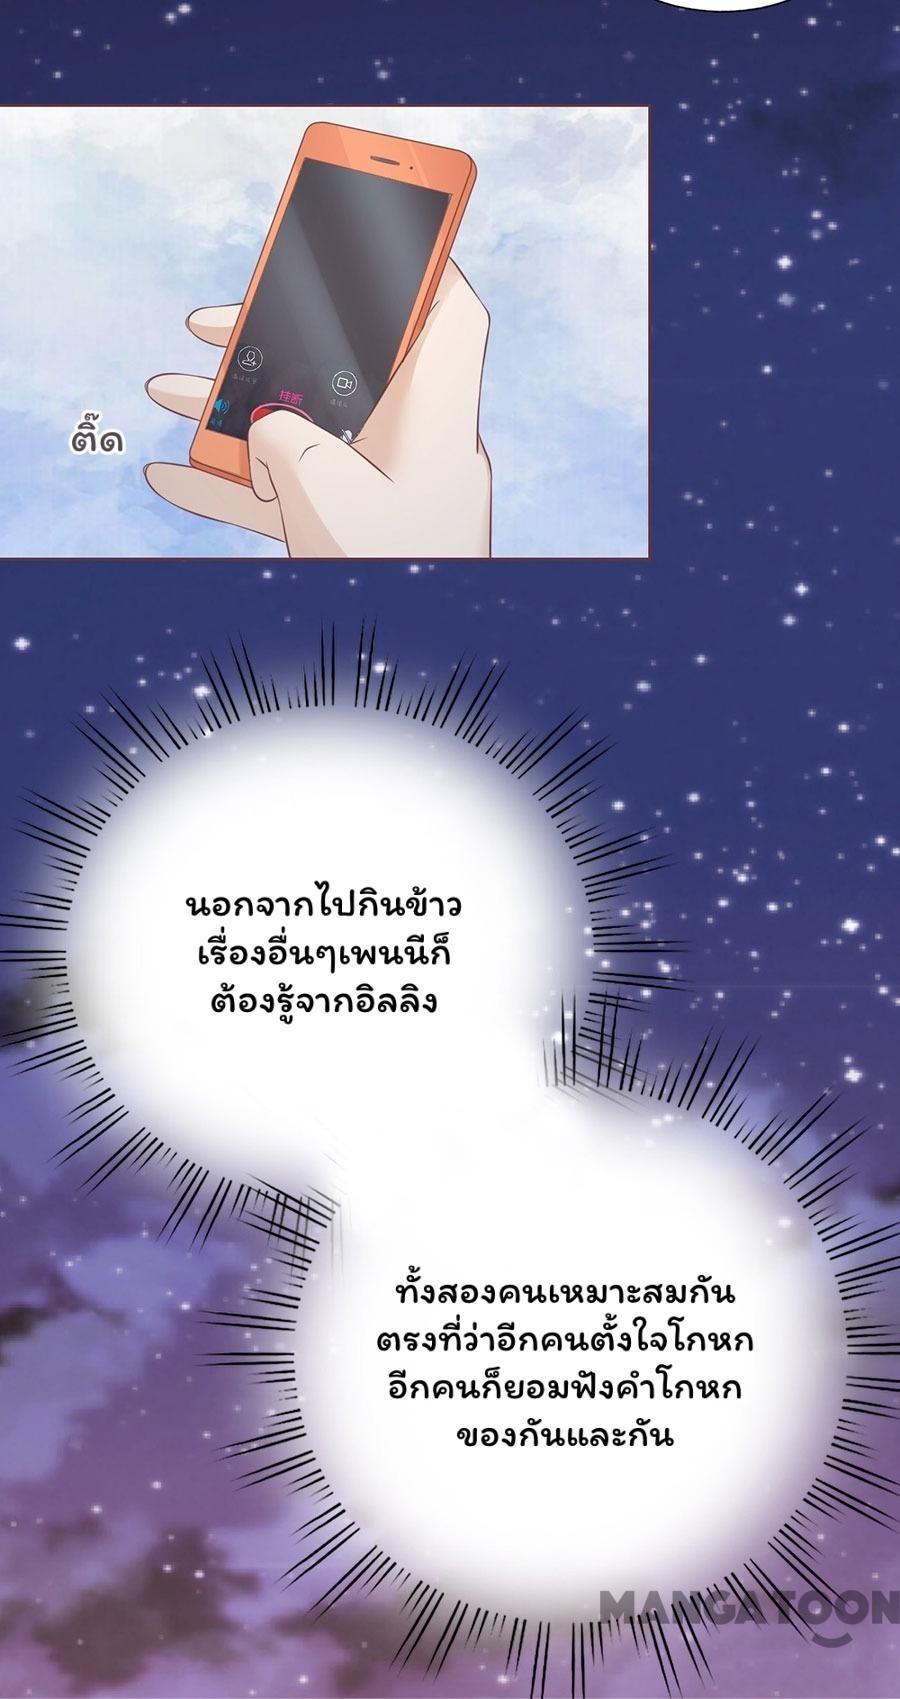 挂断
ติ๊ด
นอกจากไปกินข้าว
เรื่องอื่นๆเพนนีก็
ต้องรู้จากอิลลิง
ทั้งสองคนเหมาะสมกัน
ตรงที่ว่าอีกคนตั้งใจโกหก
อีกคนก็ยอมฟังคำโกหก
ของกันและกัน
MANGATOON